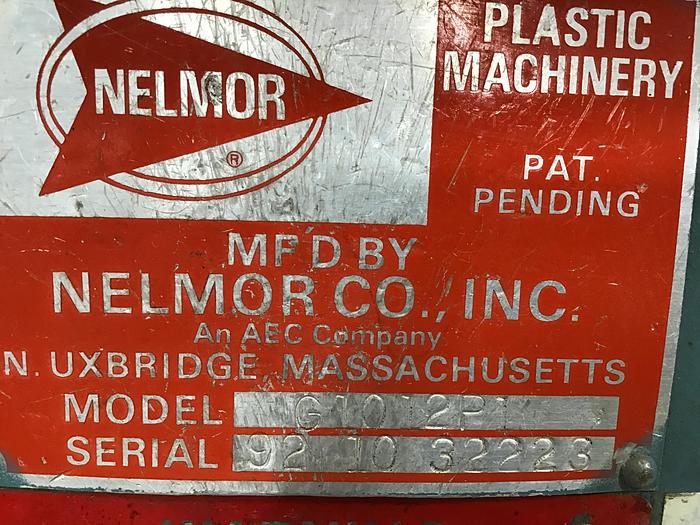 NELMOR
®
PLASTIC
MACHINERY
PAT.
PENDING
MF'D BY
NELMOR CO., INC.
An AEC Company
N. UXBRIDGE, MASSACHUSETTS
MODEL G1012P1
SERIAL 92 10 32223